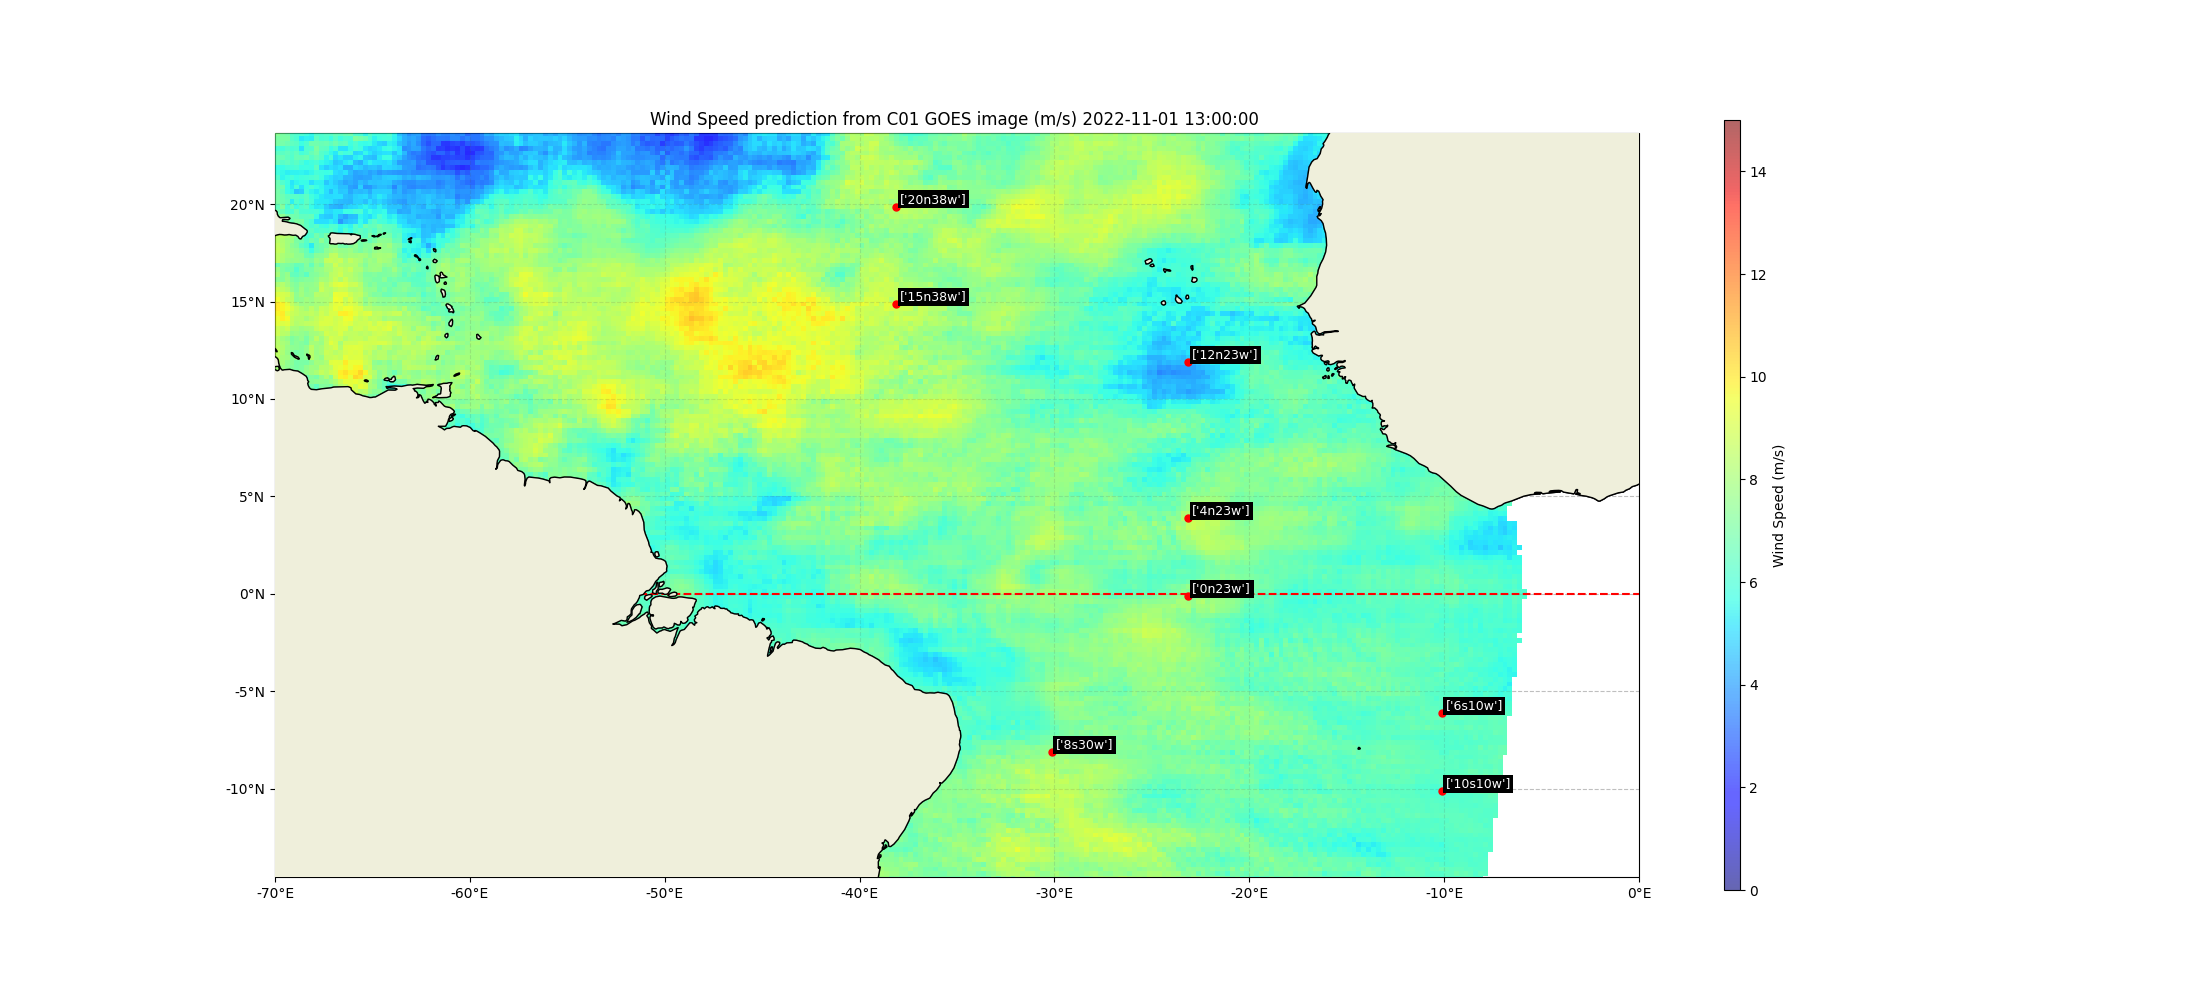 Wind Speed prediction from C01 GOES image (m/s) 2022-11-01 13:00:00
14
20°N
['20n38w']
12
15°N
['15n38w']
['12n23w']
10
10°N
8
Wind Speed (m/s)
5°N
['4n23w']
6
0°N
['0n23w']
4
-5°N
['6s10w']
['8s30w']
2
-10°N
['10s10w']
0
-70°E
-60°E
-50°E
-40°E
-30°E
-20°E
-10°E
0°E